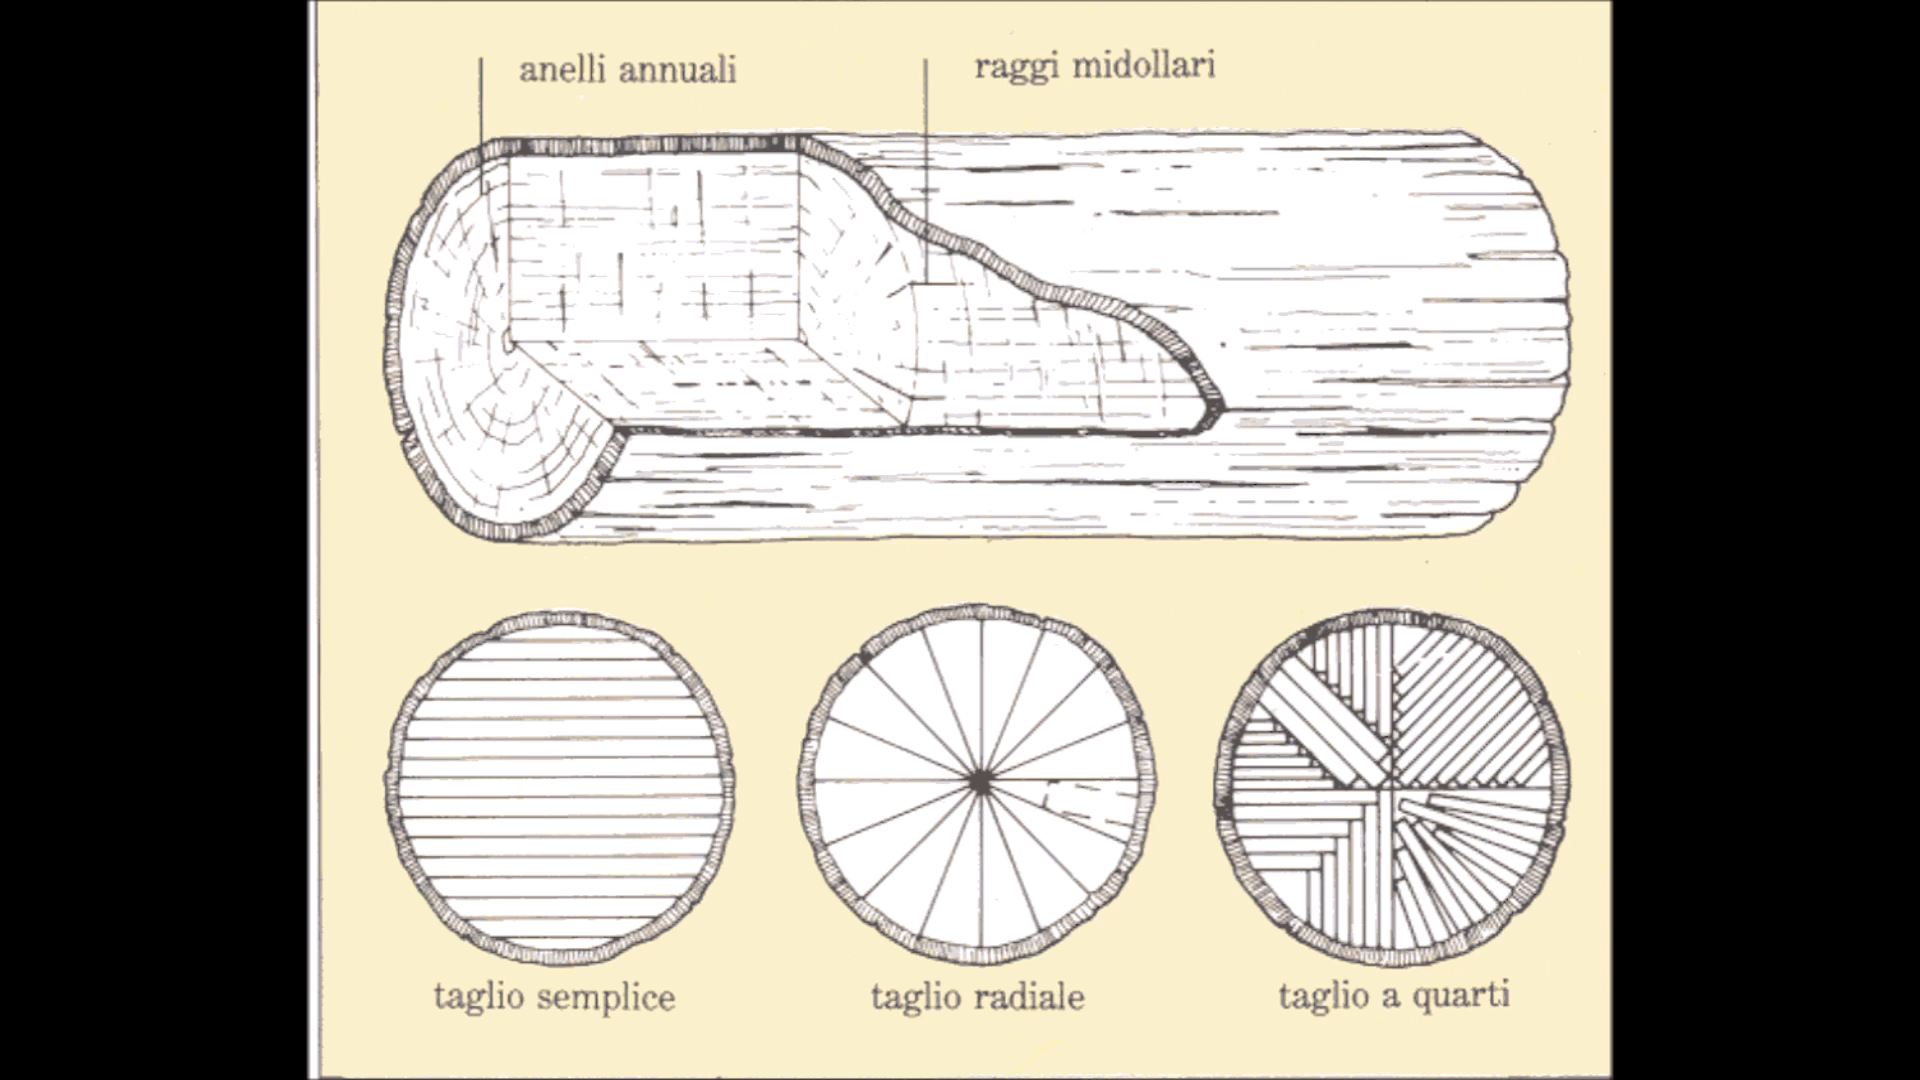 anelli annuali
raggi midollari
taglio semplice
taglio radiale
taglio a quarti